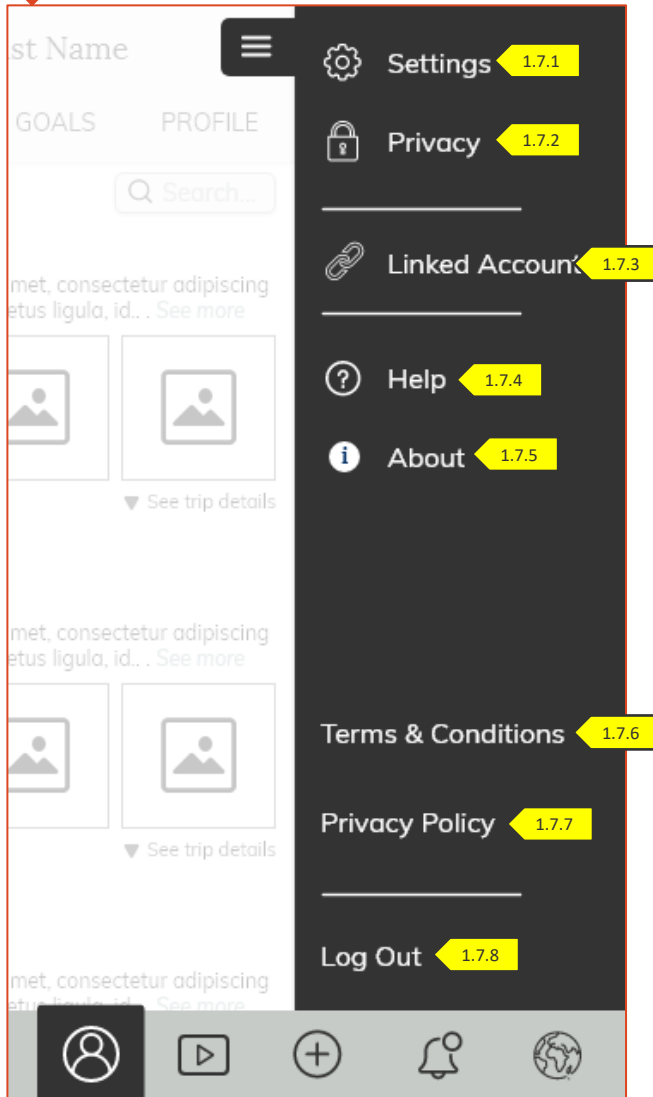 st Name
GOALS PROFILE
Search...
met, consectetur adipiscing
etus ligula, id.. . See more
See trip details
met, consectetur adipiscing
etus ligula, id.. . See more
See trip details
met, consectetur adipiscing
See more
Settings 1.7.1
Privacy 1.7.2
Linked Account 1.7.3
Help 1.7.4
i About 1.7.5
Terms & Conditions 1.7.6
Privacy Policy 1.7.7
Log Out 1.7.8